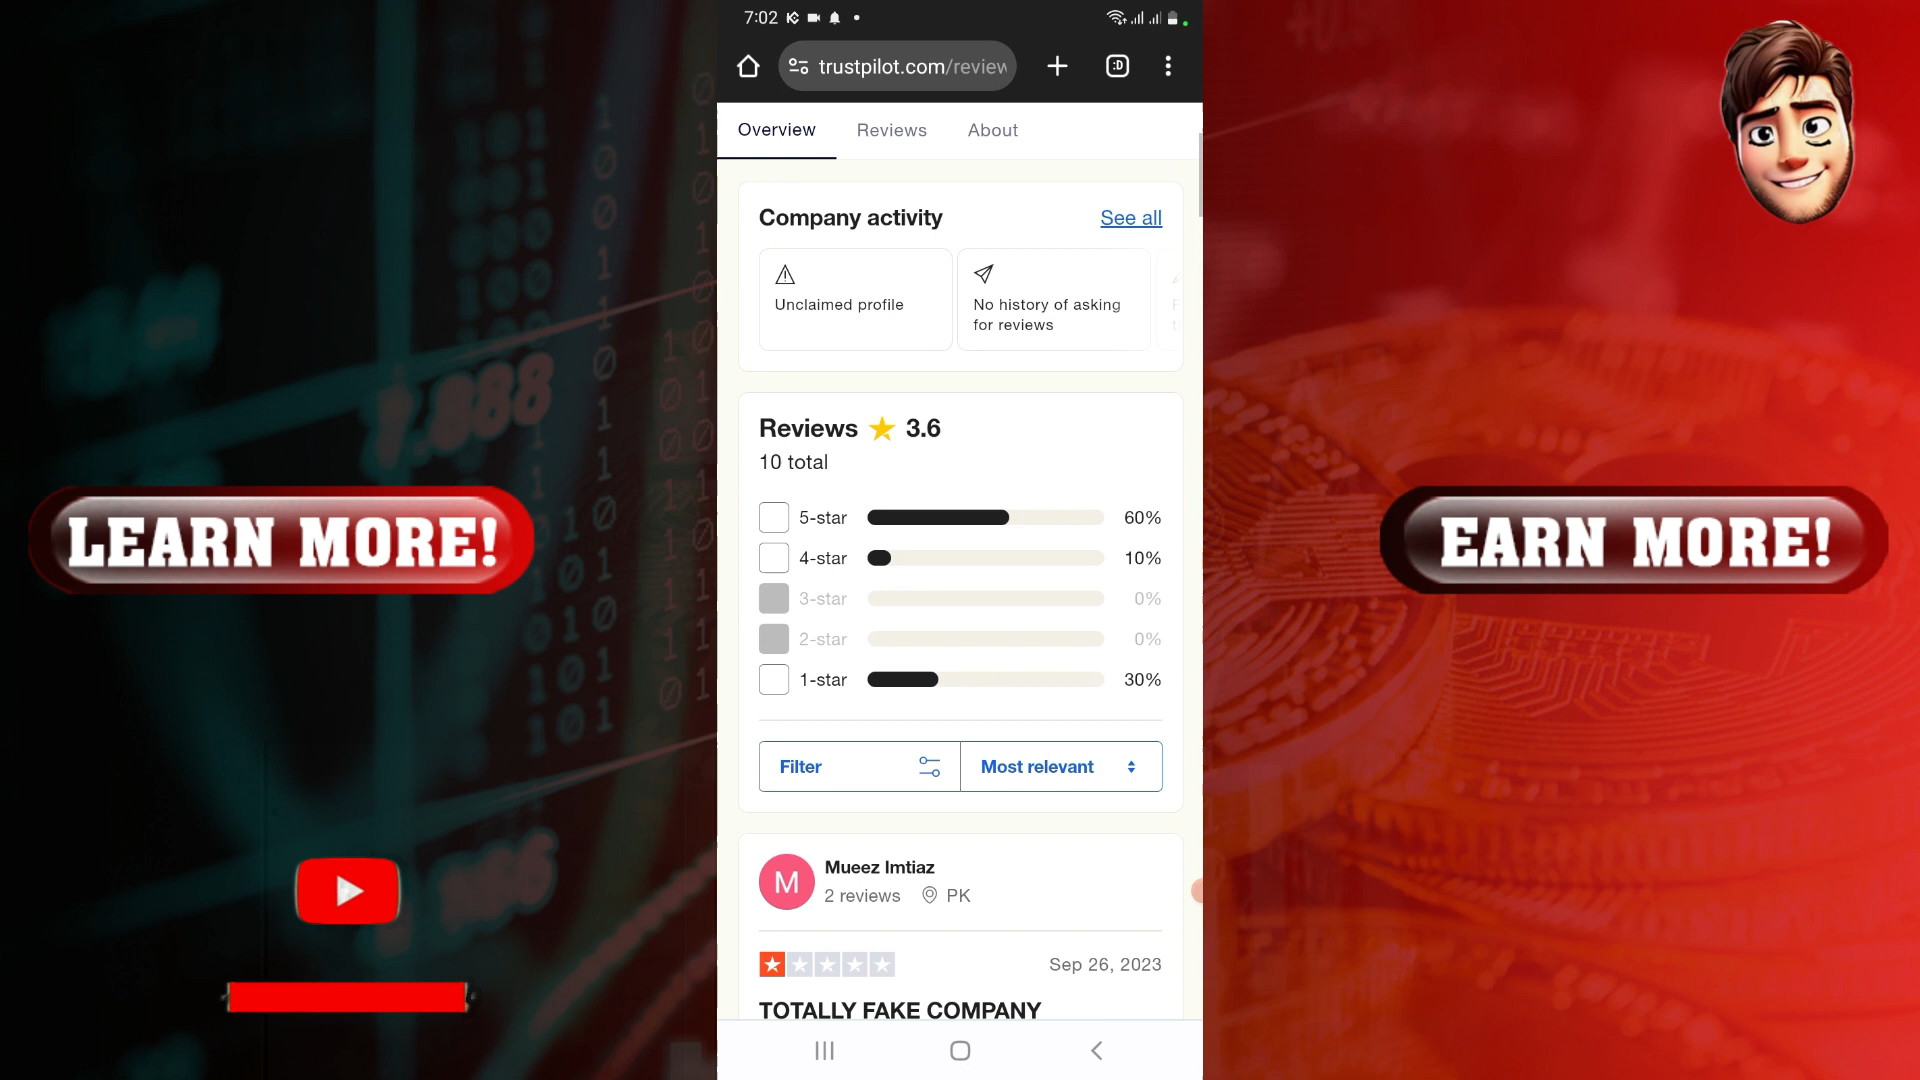 7:02
trustpilot.com/review
:D
Overview
Reviews
About
Company activity
See all
Unclaimed profile
No history of asking
for reviews
Reviews 3.6
10 total
5-star 60%
4-star 10%
3-star 0%
2-star 0%
1-star 30%
Filter
Most relevant
M
Mueez Imtiaz
2 reviews PK
Sep 26, 2023
TOTALLY FAKE COMPANY
LEARN MORE!
EARN MORE!